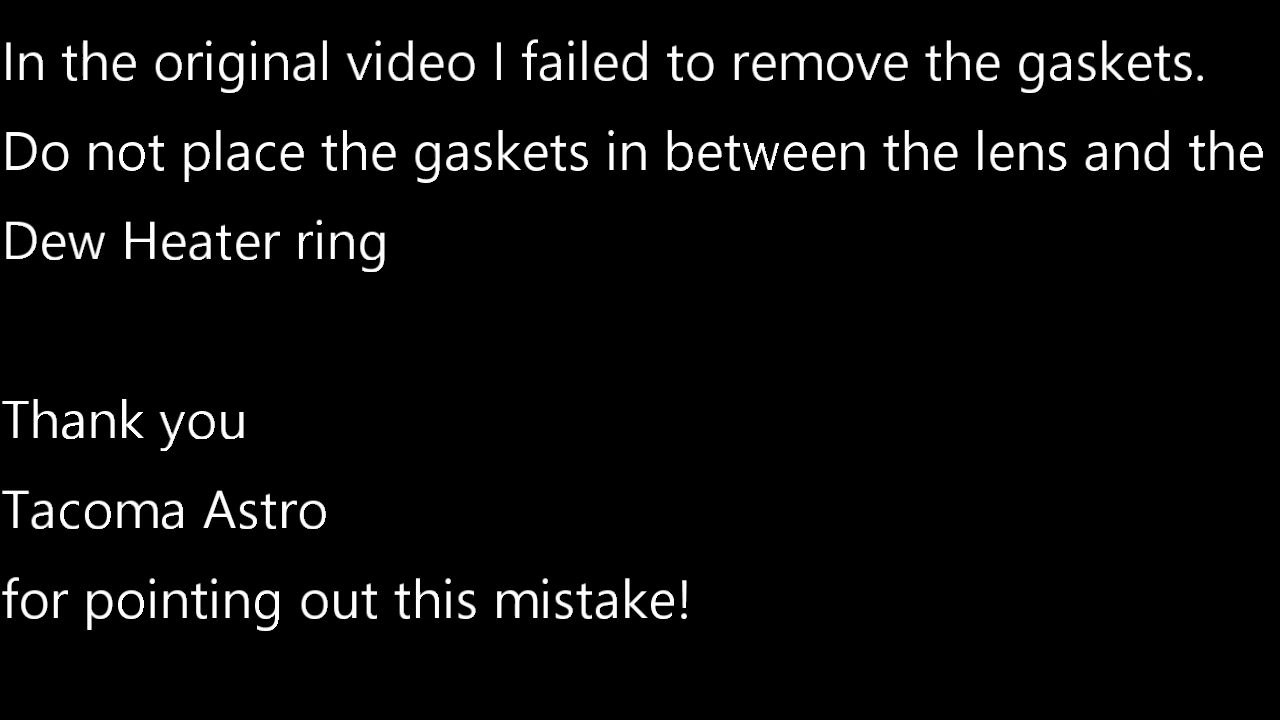 In the original video I failed to remove the gaskets.
Do not place the gaskets in between the lens and the
Dew Heater ring
Thank you
Tacoma Astro
for pointing out this mistake!